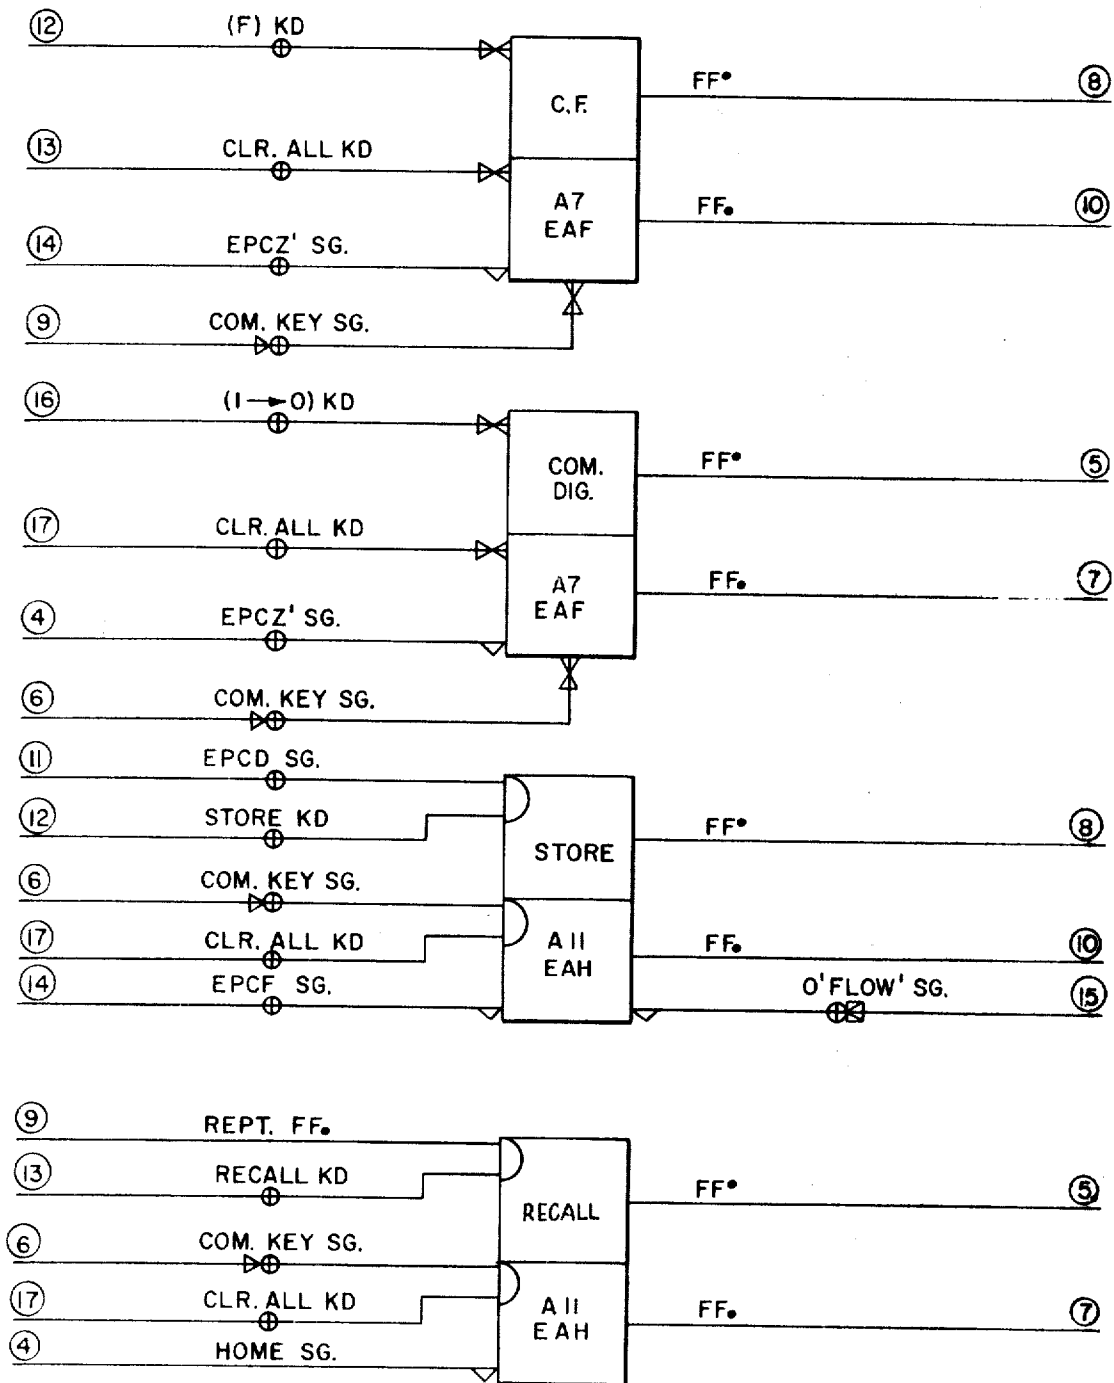 (12) (F) KD
C.F. FF• (8)
(13) CLR. ALL KD
A7
EAF
FF. (10)
(14) EPCZ' SG.
(9) COM. KEY SG.
(16) (1→0) KD
COM.
DIG.
FF• (5)
(17) CLR. ALL KD
A7
EAF
FF. (7)
(4) EPCZ' SG.
(6) COM. KEY SG.
(11) EPCD SG.
(12) STORE KD
STORE FF• (8)
(6) COM. KEY SG.
(17) CLR. ALL KD
A 11
EAH
FF. (10)
(14) EPCF SG.
O'FLOW' SG. (15)
(9) REPT. FF.
(13) RECALL KD
RECALL FF• (5)
(6) COM. KEY SG.
(17) CLR. ALL KD
A 11
EAH
FF. (7)
(4) HOME SG.